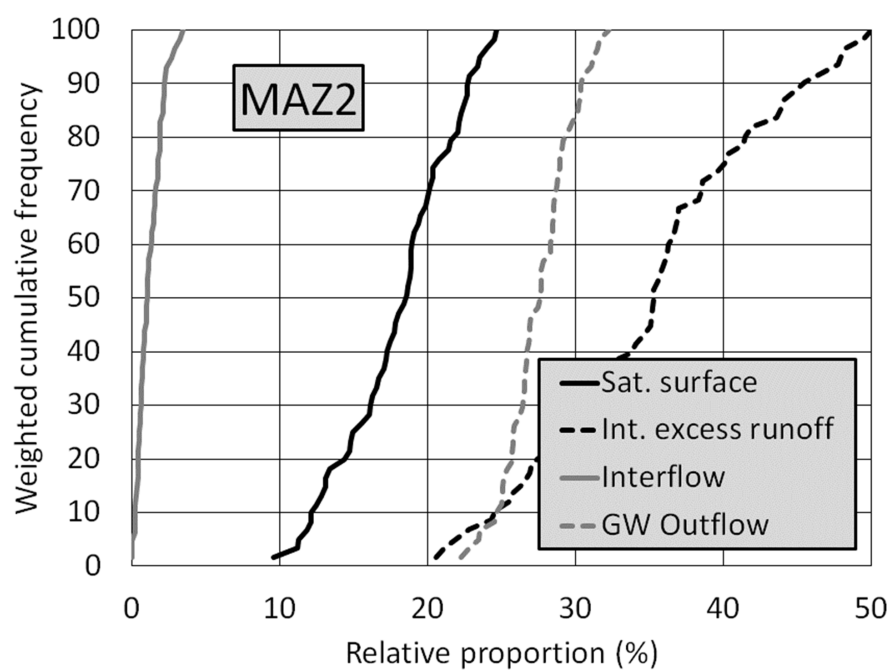 100
90
80
70
60
50
40
30
20
10
0
Weighted cumulative frequency
MAZ2
Sat. surface
Int. excess runoff
Interflow
GW Outflow
0 10 20 30 40 50
Relative proportion (%)